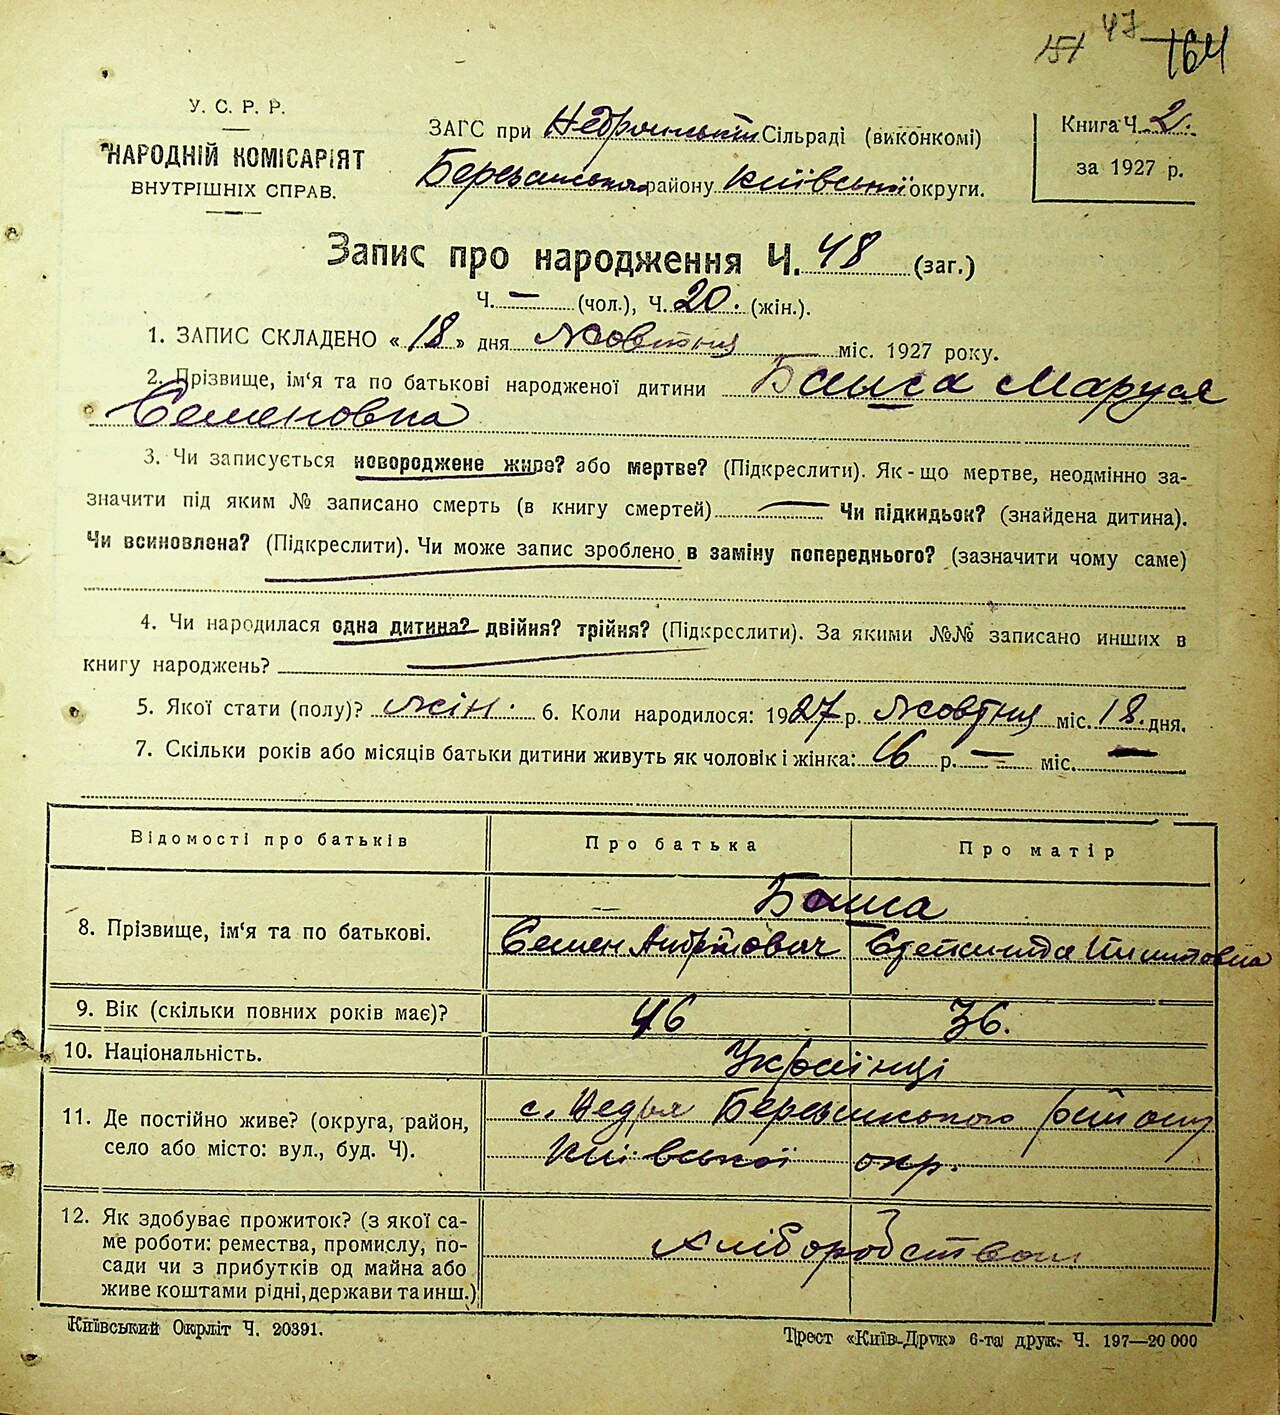 151 47 164
У. С. Р. Р.
НАРОДНІЙ КОМІСАРІЯТ
ВНУТРІШНІХ СПРАВ.
ЗАГС при Недринській Сільраді (виконкомі)
Березанського району Київської округи.
Книга Ч. 2.
за 1927 р.
Запис про народження Ч. 48 (заг.)
Ч. — (чол.), Ч. 20. (жін.).
1. ЗАПИС СКЛАДЕНО « 18 » дня Жовтня міс. 1927 року.
2. Прізвище, ім‘я та по батькові народженої дитини Баша Маруся
Семеновна
3. Чи записується новороджене живе? або мертве? (Підкреслити). Як-що мертве, неодмінно за-
значити під яким № записано смерть (в книгу смертей) — Чи підкидьок? (знайдена дитина).
Чи всиновлена? (Підкреслити). Чи може запис зроблено в заміну попереднього? (зазначити чому саме)
4. Чи народилася одна дитина? двійня? трійня? (Підкреслити). За якими №№ записано инших в
книгу народжень?
5. Якої стати (полу)? жін. 6. Коли народилося: 1927 р. жовтня міс. 18. дня.
7. Скільки років або місяців батьки дитини живуть як чоловік і жінка: 16 р. — міс. —
Відомості про батьків Про батька Про матір
8. Прізвище, ім‘я та по батькові.
Баша
Семен Андрійович
9. Вік (скільки повних років має)? 46 36.
10. Національність. Українці
11. Де постійно живе? (округа, район,
село або місто: вул., буд. Ч).
с. Недра Березанського району
Київської окр.
12. Як здобуває прожиток? (з якої са-
ме роботи: ремества, промислу, по-
сади чи з прибутків од майна або
живе коштами рідні, держави та инш.)
хліборобством
Київський Окрліт Ч. 20391.
Трест «Київ-Друк» 6-та друк. Ч. 197—20 000